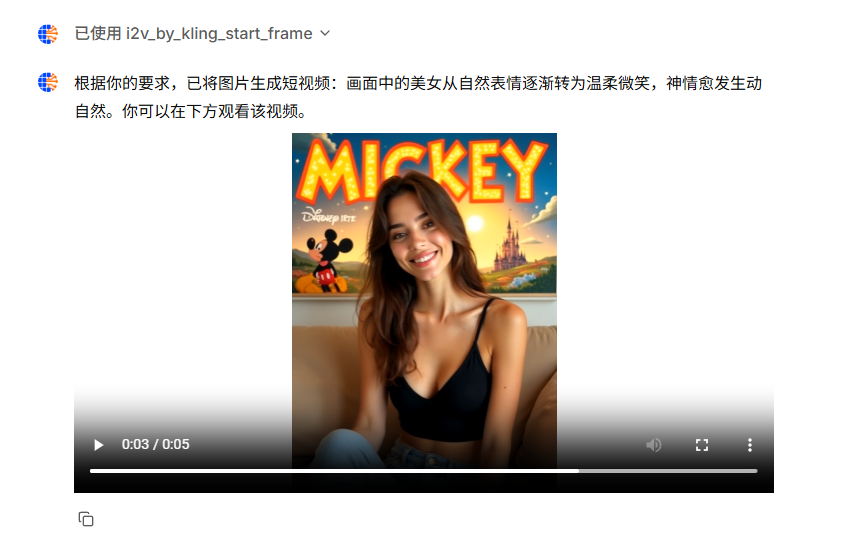 已使用 i2v_by_kling_start_frame
根据你的要求，已将图片生成短视频：画面中的美女从自然表情逐渐转为温柔微笑，神情愈发生动
自然。你可以在下方观看该视频。
MICKEY
DISNEY
0:03 / 0:05